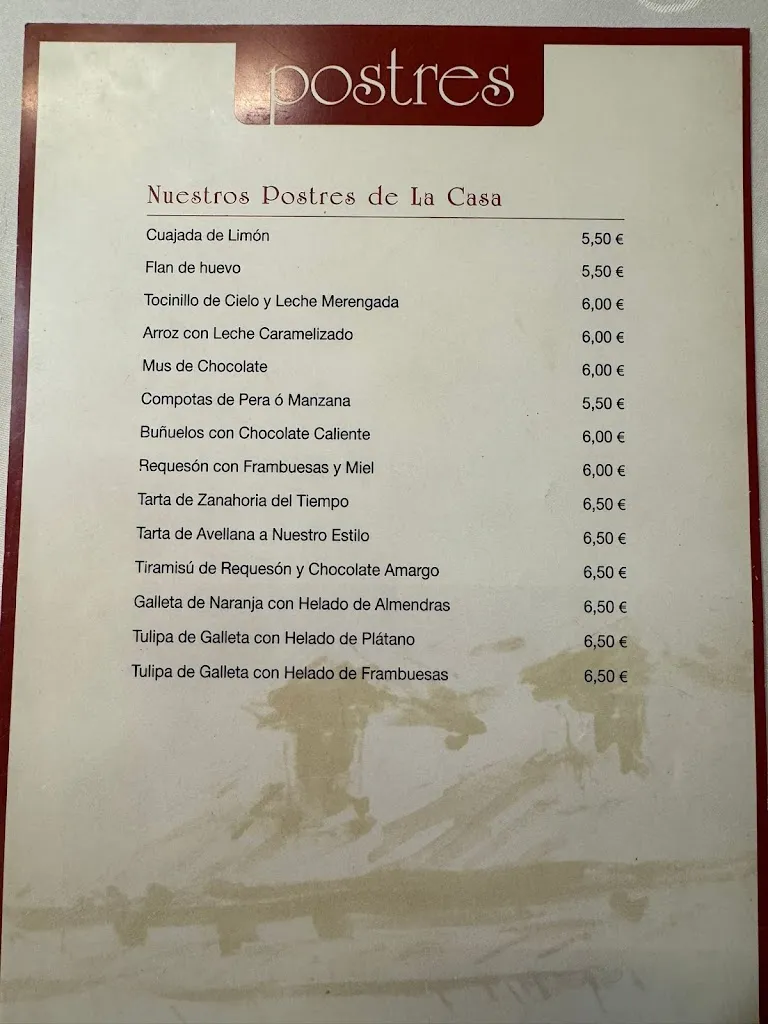 postres
Nuestros Postres de La Casa
Cuajada de Limón 5,50 €
Flan de huevo 5,50 €
Tocinillo de Cielo y Leche Merengada 6,00 €
Arroz con Leche Caramelizado 6,00 €
Mus de Chocolate 6,00 €
Compotas de Pera ó Manzana 5,50 €
Buñuelos con Chocolate Caliente 6,00 €
Requesón con Frambuesas y Miel 6,00 €
Tarta de Zanahoria del Tiempo 6,50 €
Tarta de Avellana a Nuestro Estilo 6,50 €
Tiramisú de Requesón y Chocolate Amargo 6,50 €
Galleta de Naranja con Helado de Almendras 6,50 €
Tulipa de Galleta con Helado de Plátano 6,50 €
Tulipa de Galleta con Helado de Frambuesas 6,50 €